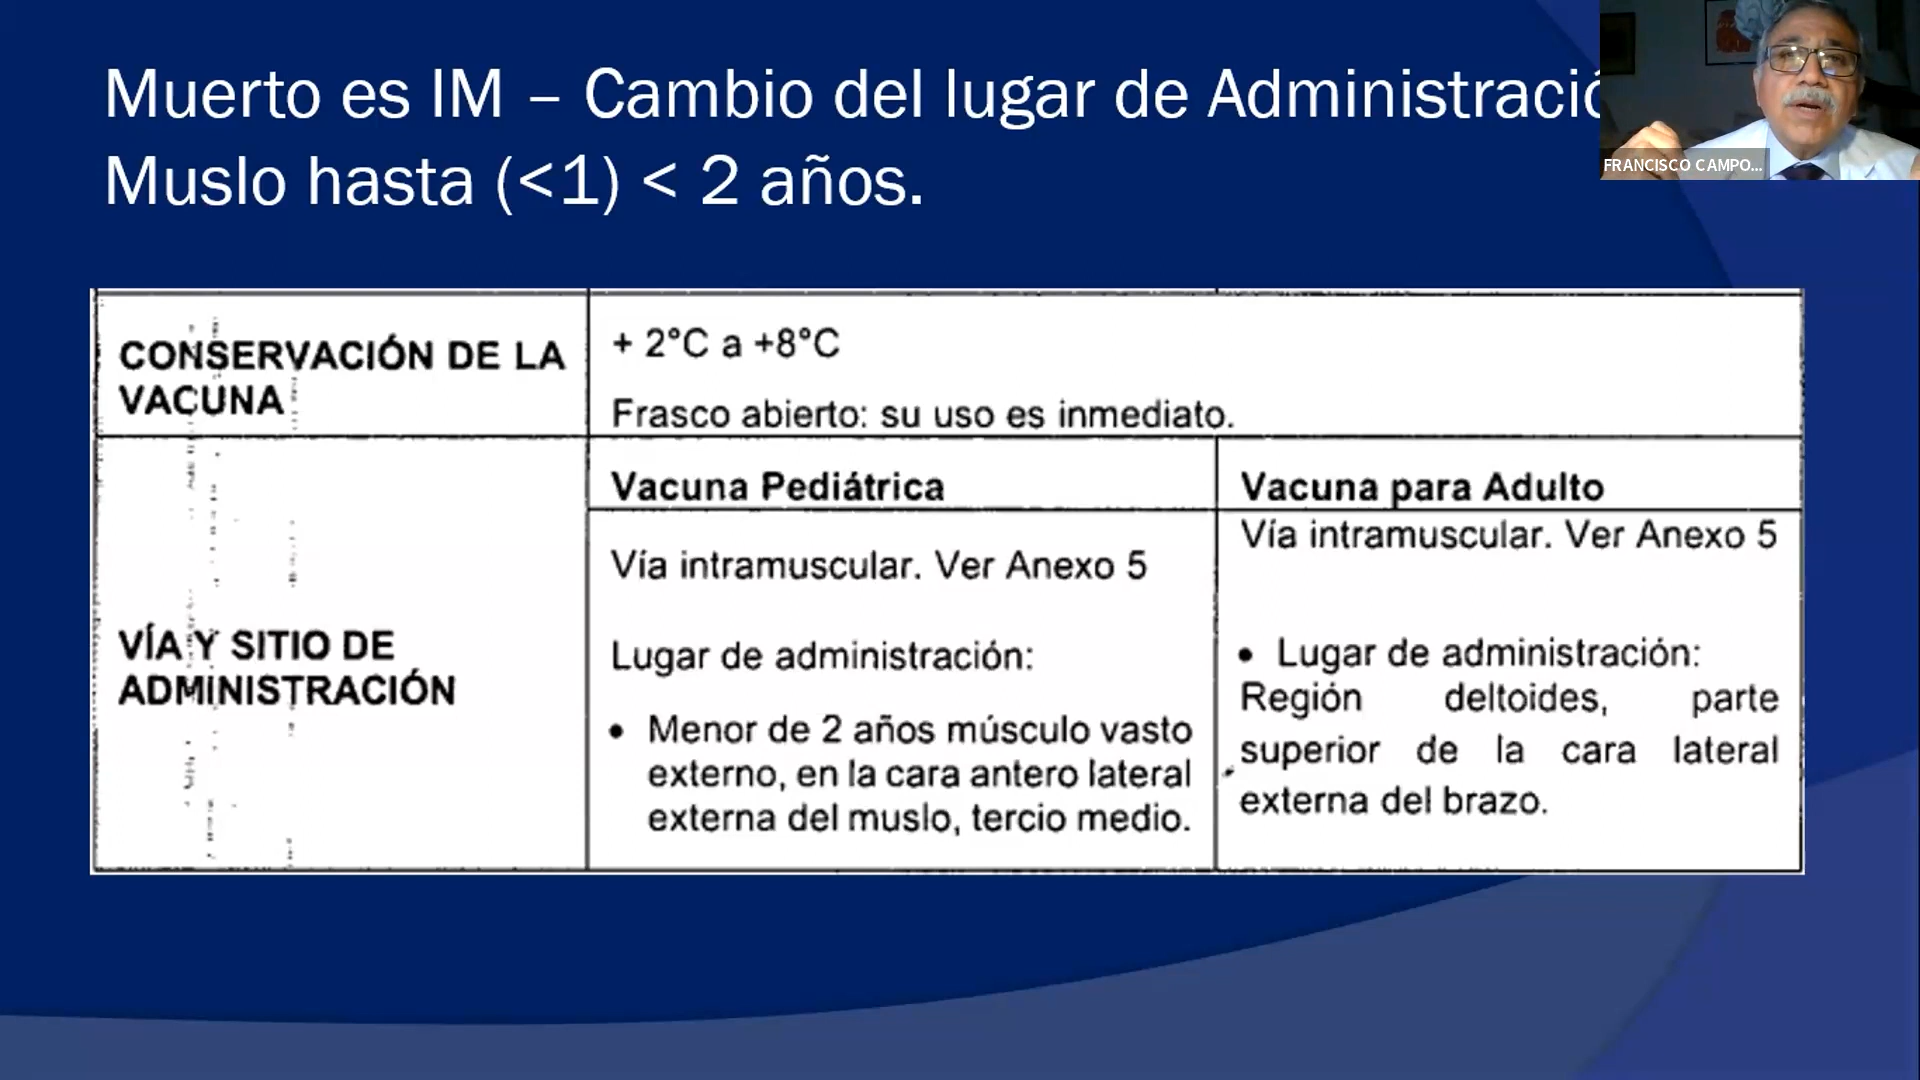 Muerto es IM – Cambio del lugar de Administració
Muslo hasta (<1) < 2 años.
FRANCISCO CAMPO...
CONSERVACIÓN DE LA
VACUNA
+ 2°C a +8°C
Frasco abierto: su uso es inmediato.
VÍA Y SITIO DE
ADMINISTRACIÓN
Vacuna Pediátrica
Vía intramuscular. Ver Anexo 5
Lugar de administración:
• Menor de 2 años músculo vasto
externo, en la cara antero lateral
externa del muslo, tercio medio.
Vacuna para Adulto
Vía intramuscular. Ver Anexo 5
• Lugar de administración:
Región deltoides, parte
superior de la cara lateral
externa del brazo.